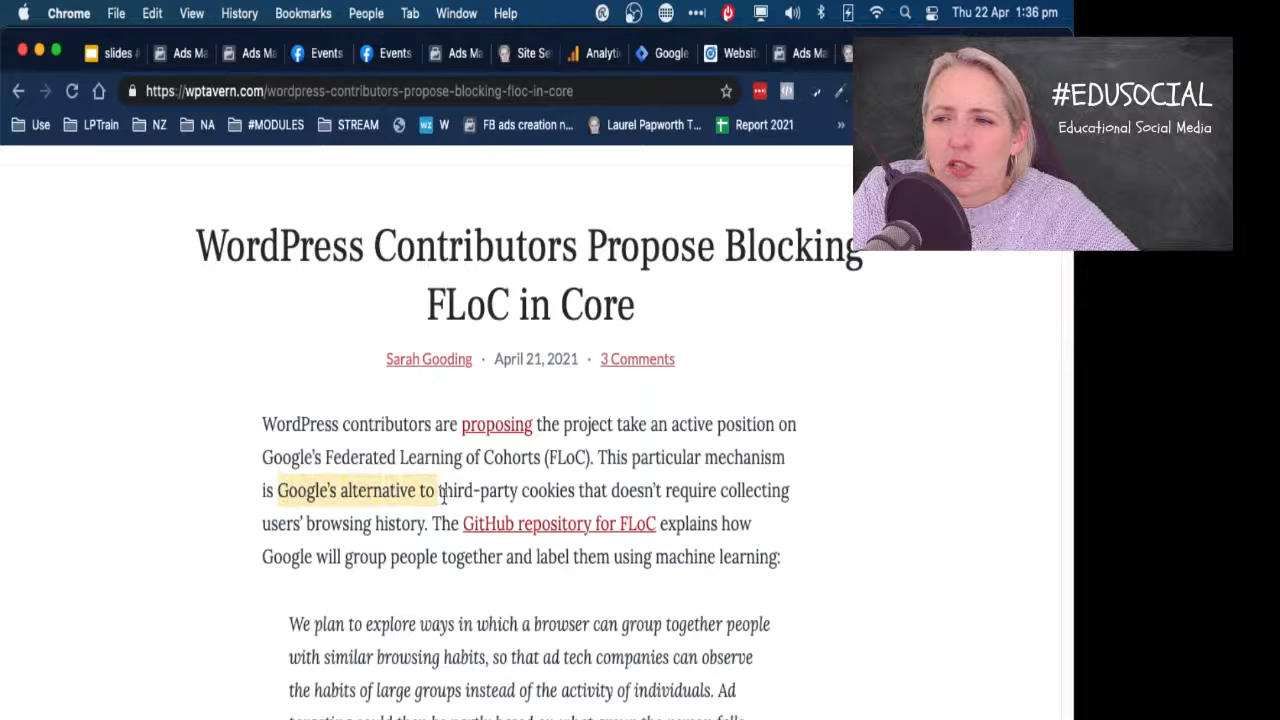 Chrome File Edit View History Bookmarks People Tab Window Help Thu 22 Apr 1:36 pm
slides Ads Ma Ads Ma Events Events Ads Ma Site Se Analyti Google Websit Ads Ma
https://wptavern.com/wordpress-contributors-propose-blocking-floc-in-core
Use LPTrain NZ NA #MODULES STREAM W FB ads creation n... Laurel Papworth T... Report 2021 »
#EDUSOCIAL
Educational Social Media
WordPress Contributors Propose Blocking
FLoC in Core
Sarah Gooding · April 21, 2021 · 3 Comments
WordPress contributors are proposing the project take an active position on
Google's Federated Learning of Cohorts (FLoC). This particular mechanism
is Google's alternative to third-party cookies that doesn't require collecting
users' browsing history. The GitHub repository for FLoC explains how
Google will group people together and label them using machine learning:
We plan to explore ways in which a browser can group together people
with similar browsing habits, so that ad tech companies can observe
the habits of large groups instead of the activity of individuals. Ad